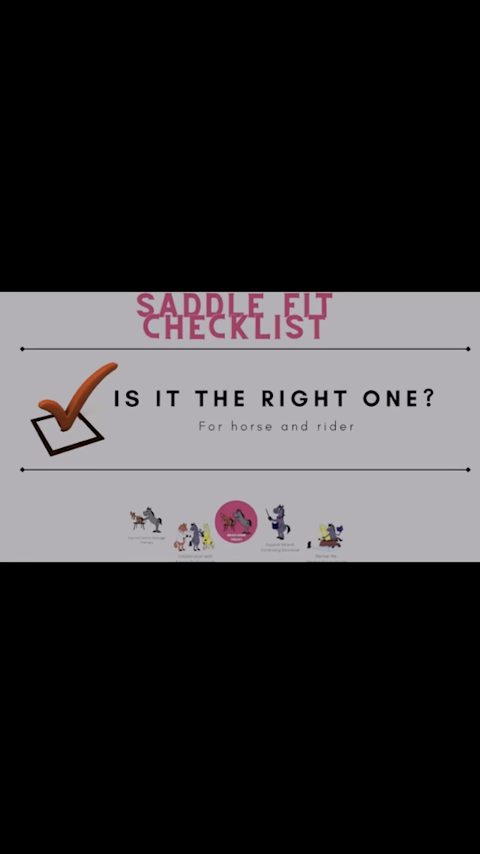 SADDLE FIT
CHECKLIST
IS IT THE RIGHT ONE?
For horse and rider